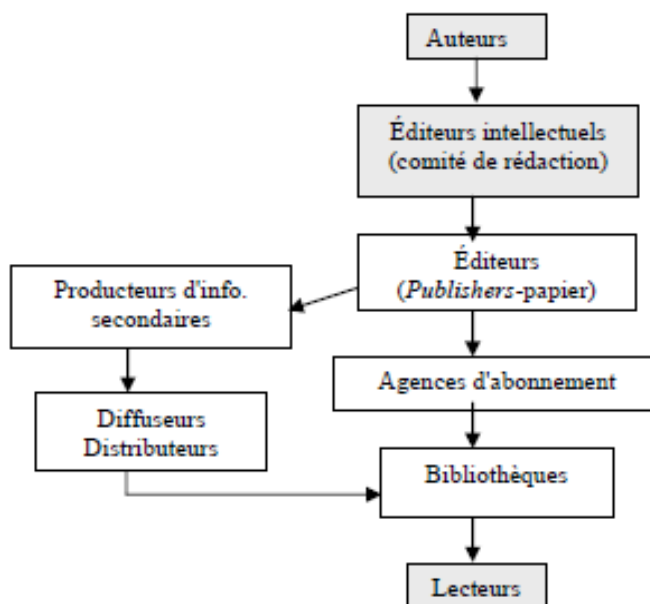 Auteurs
Éditeurs intellectuels
(comité de rédaction)
Éditeurs
(Publishers-papier)
Producteurs d'info.
secondaires
Agences d'abonnement
Diffuseurs
Distributeurs
Bibliothèques
Lecteurs